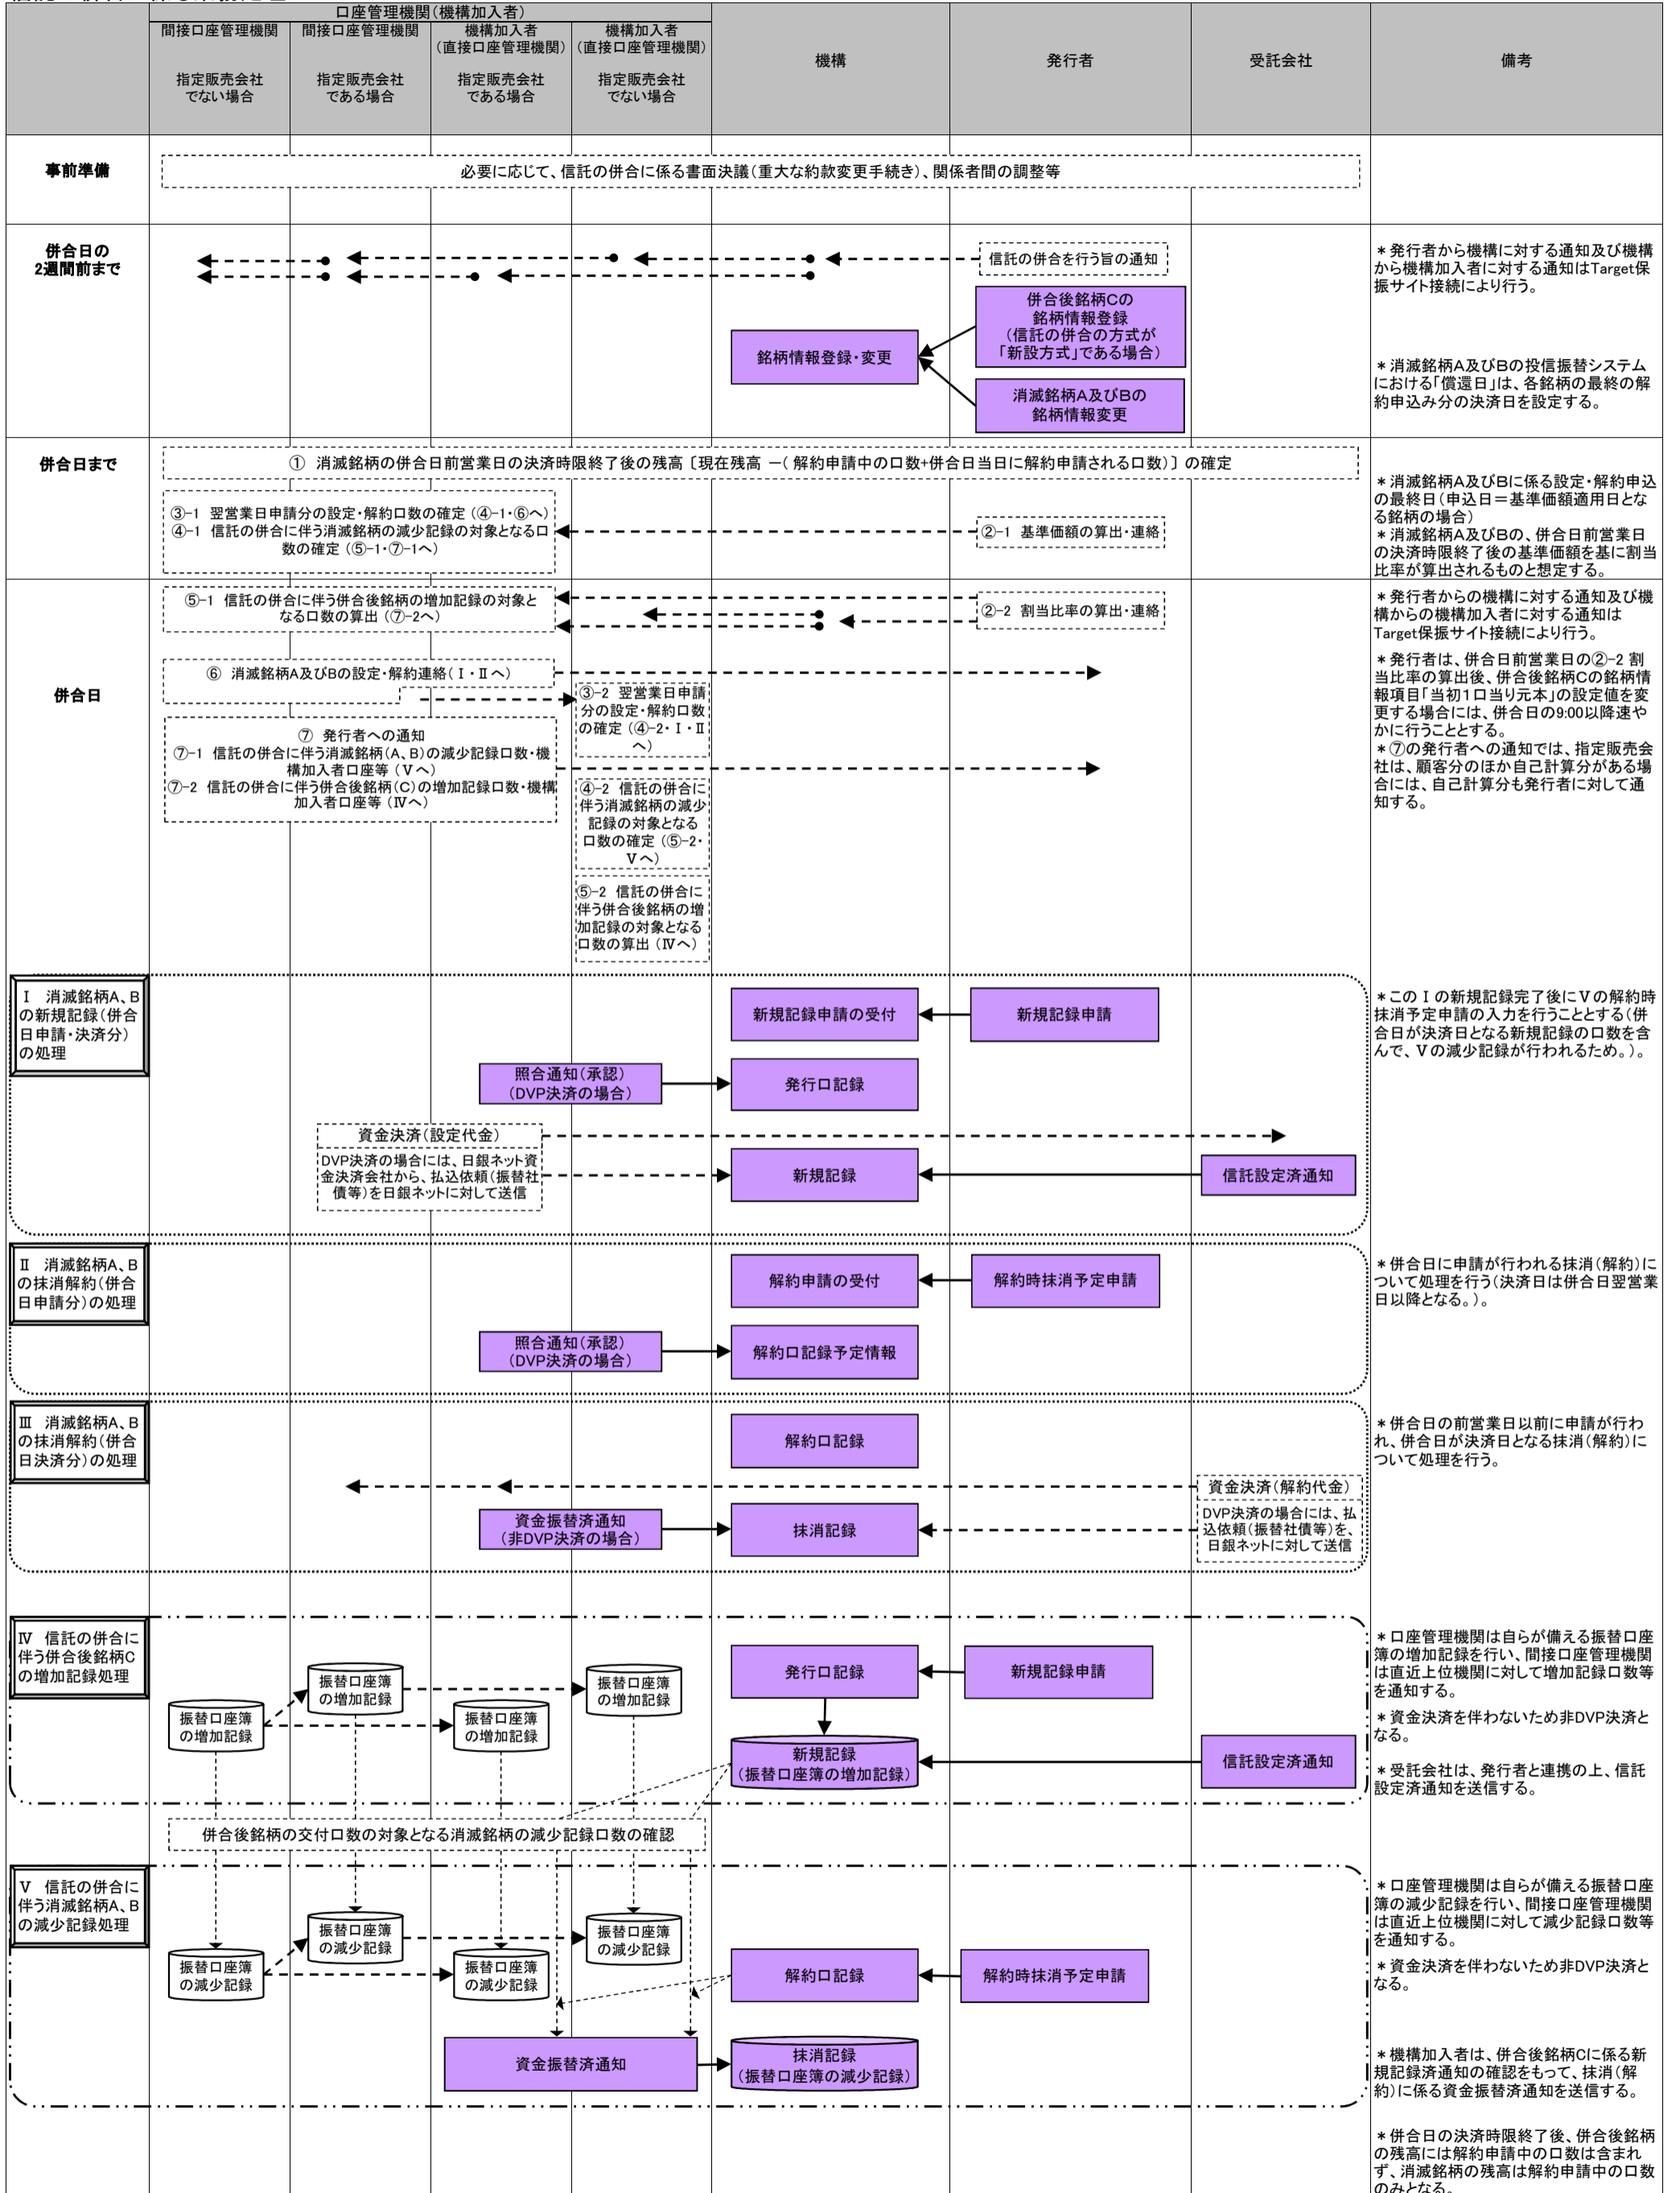 口座管理機関（機構加入者）
間接口座管理機関
指定販売会社
でない場合
間接口座管理機関
指定販売会社
である場合
機構加入者
（直接口座管理機関）
指定販売会社
である場合
機構加入者
（直接口座管理機関）
指定販売会社
でない場合
機構
発行者
受託会社
備考
事前準備
必要に応じて、信託の併合に係る書面決議（重大な約款変更手続き）、関係者間の調整等
併合日の
2週間前まで
信託の併合を行う旨の通知
併合後銘柄Cの
銘柄情報登録
（信託の併合の方式が
「新設方式」である場合）
銘柄情報登録・変更
消滅銘柄A及びBの
銘柄情報変更
＊発行者から機構に対する通知及び機構
から機構加入者に対する通知はTarget保
振サイト接続により行う。
＊消滅銘柄A及びBの投信振替システム
における「償還日」は、各銘柄の最終の解
約申込み分の決済日を設定する。
併合日まで
① 消滅銘柄の併合日前営業日の決済時限終了後の残高〔現在残高 －（解約申請中の口数+併合日当日に解約申請される口数）〕の確定
③-1 翌営業日申請分の設定・解約口数の確定（④-1・⑥へ）
④-1 信託の併合に伴う消滅銘柄の減少記録の対象となる口
数の確定（⑤-1・⑦-1へ）
②-1 基準価額の算出・連絡
＊消滅銘柄A及びBに係る設定・解約申込
の最終日（申込日＝基準価額適用日とな
る銘柄の場合）
＊消滅銘柄A及びBの、併合日前営業日
の決済時限終了後の基準価額を基に割当
比率が算出されるものと想定する。
併合日
⑤-1 信託の併合に伴う併合後銘柄の増加記録の対象と
なる口数の算出（⑦-2へ）
②-2 割当比率の算出・連絡
⑥ 消滅銘柄A及びBの設定・解約連絡（Ⅰ・Ⅱへ）
③-2 翌営業日申請
分の設定・解約口数
の確定（④-2・Ⅰ・Ⅱ
へ）
⑦ 発行者への通知
⑦-1 信託の併合に伴う消滅銘柄（A、B）の減少記録口数・機
構加入者口座等（Ⅴへ）
⑦-2 信託の併合に伴う併合後銘柄（C）の増加記録口数・機構
加入者口座等（Ⅳへ）
④-2 信託の併合に
伴う消滅銘柄の減少
記録の対象となる
口数の確定（⑤-2・
Ⅴへ）
⑤-2 信託の併合に
伴う併合後銘柄の増
加記録の対象となる
口数の算出（Ⅳへ）
＊発行者からの機構に対する通知及び機
構からの機構加入者に対する通知は
Target保振サイト接続により行う。
＊発行者は、併合日前営業日の②-2 割
当比率の算出後、併合後銘柄Cの銘柄情
報項目「当初1口当り元本」の設定値を変
更する場合には、併合日の9:00以降速や
かに行うこととする。
＊⑦の発行者への通知では、指定販売会
社は、顧客分のほか自己計算分がある場
合には、自己計算分も発行者に対して通
知する。
Ⅰ 消滅銘柄A、B
の新規記録（併合
日申請・決済分）
の処理
新規記録申請の受付
新規記録申請
照合通知（承認）
（DVP決済の場合）
発行口記録
資金決済（設定代金）
DVP決済の場合には、日銀ネット資
金決済会社から、払込依頼（振替社
債等）を日銀ネットに対して送信
新規記録
信託設定済通知
＊このⅠの新規記録完了後にⅤの解約時
抹消予定申請の入力を行うこととする（併
合日が決済日となる新規記録の口数を含
んで、Ⅴの減少記録が行われるため。）。
Ⅱ 消滅銘柄A、B
の抹消解約（併合
日申請分）の処理
解約申請の受付
解約時抹消予定申請
照合通知（承認）
（DVP決済の場合）
解約口記録予定情報
＊併合日に申請が行われる抹消（解約）に
ついて処理を行う（決済日は併合日翌営業
日以降となる。）。
Ⅲ 消滅銘柄A、B
の抹消解約（併合
日決済分）の処理
解約口記録
資金決済（解約代金）
DVP決済の場合には、払
込依頼（振替社債等）を、
日銀ネットに対して送信
資金振替済通知
（非DVP決済の場合）
抹消記録
＊併合日の前営業日以前に申請が行わ
れ、併合日が決済日となる抹消（解約）に
ついて処理を行う。
Ⅳ 信託の併合に
伴う併合後銘柄C
の増加記録処理
振替口座簿
の増加記録
振替口座簿
の増加記録
振替口座簿
の増加記録
振替口座簿
の増加記録
発行口記録
新規記録申請
新規記録
（振替口座簿の増加記録）
信託設定済通知
＊口座管理機関は自らが備える振替口座
簿の増加記録を行い、間接口座管理機関
は直近上位機関に対して増加記録口数等
を通知する。
＊資金決済を伴わないため非DVP決済と
なる。
＊受託会社は、発行者と連携の上、信託
設定済通知を送信する。
併合後銘柄の交付口数の対象となる消滅銘柄の減少記録口数の確認
Ⅴ 信託の併合に
伴う消滅銘柄A、B
の減少記録処理
振替口座簿
の減少記録
振替口座簿
の減少記録
振替口座簿
の減少記録
振替口座簿
の減少記録
解約口記録
解約時抹消予定申請
資金振替済通知
抹消記録
（振替口座簿の減少記録）
＊口座管理機関は自らが備える振替口座
簿の減少記録を行い、間接口座管理機関
は直近上位機関に対して減少記録口数等
を通知する。
＊資金決済を伴わないため非DVP決済と
なる。
＊機構加入者は、併合後銘柄Cに係る新
規記録済通知の確認をもって、抹消（解
約）に係る資金振替済通知を送信する。
＊併合日の決済時限終了後、併合後銘柄
の残高には解約申請中の口数は含まれ
ず、消滅銘柄の残高は解約申請中の口数
のみとなる。